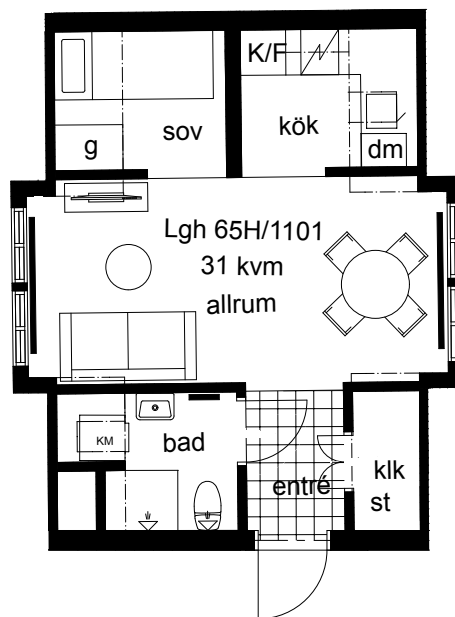 K/F
sov
kök
g
dm
Lgh 65H/1101
31 kvm
allrum
KM
bad
entré
klk
st